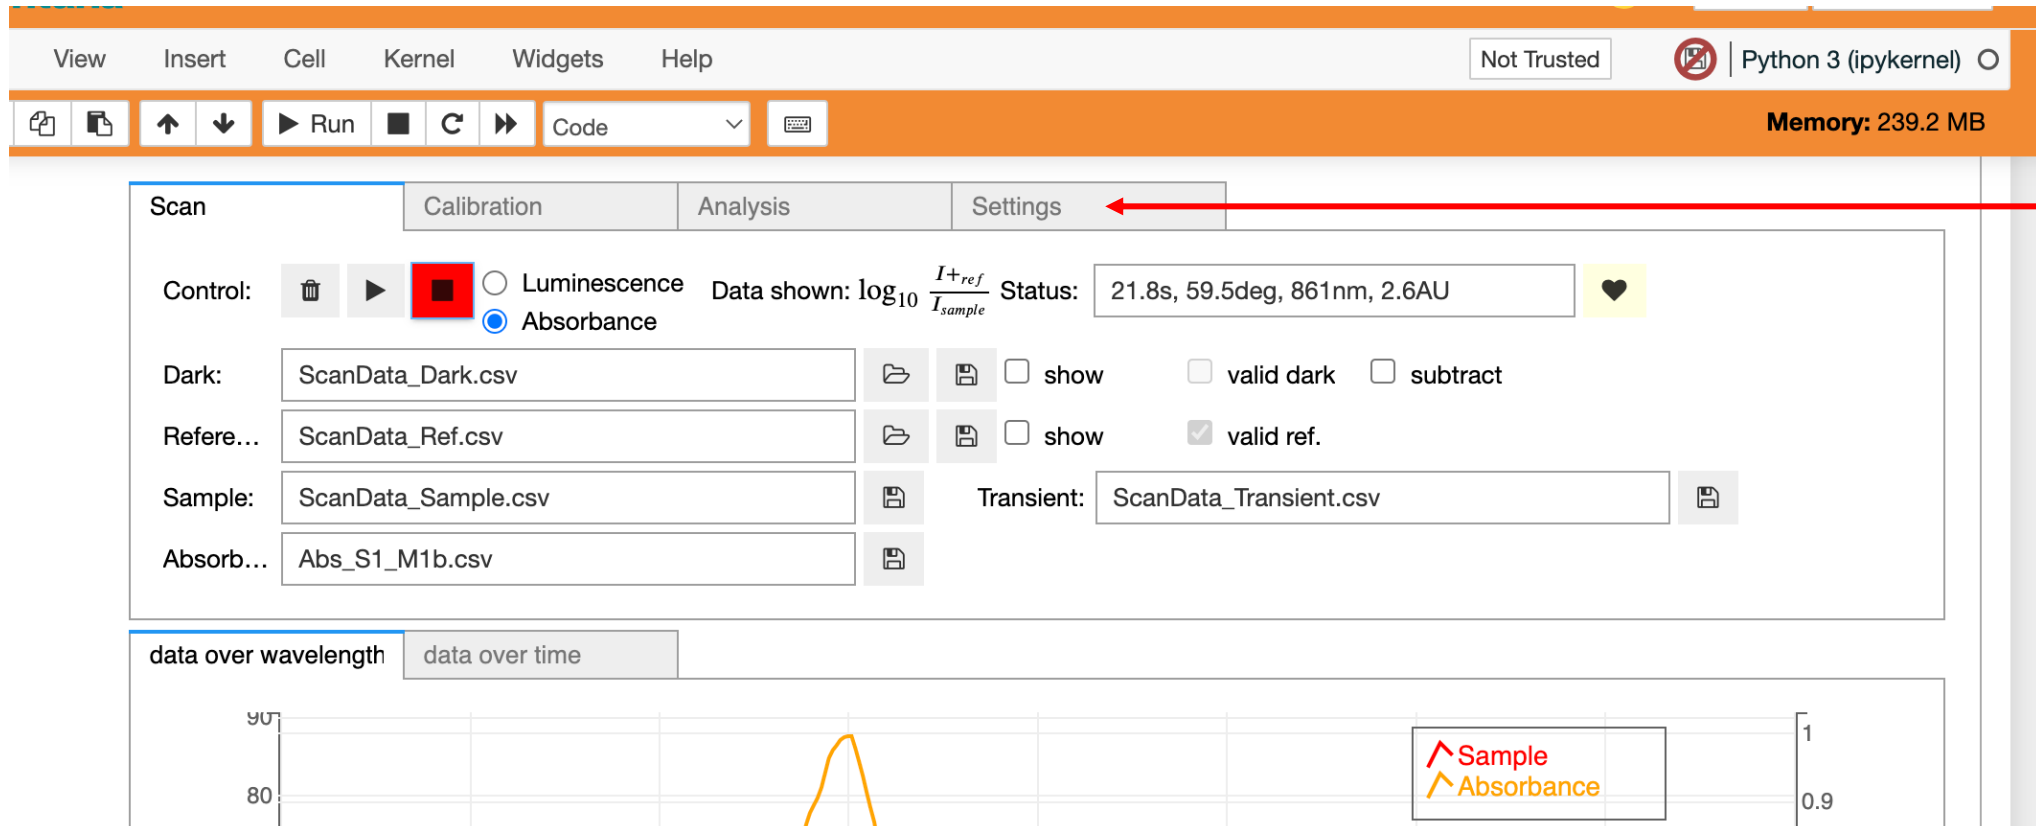 View Insert Cell Kernel Widgets Help Not Trusted Python 3 (ipykernel)
Run Code Memory: 239.2 MB
Scan Calibration Analysis Settings
Control: Luminescence Data shown: log10 I+ref / Isample Status: 21.8s, 59.5deg, 861nm, 2.6AU
Absorbance
Dark: ScanData_Dark.csv show valid dark subtract
Refere... ScanData_Ref.csv show valid ref.
Sample: ScanData_Sample.csv Transient: ScanData_Transient.csv
Absorb... Abs_S1_M1b.csv
data over wavelength data over time
90 1
Sample
Absorbance
80 0.9